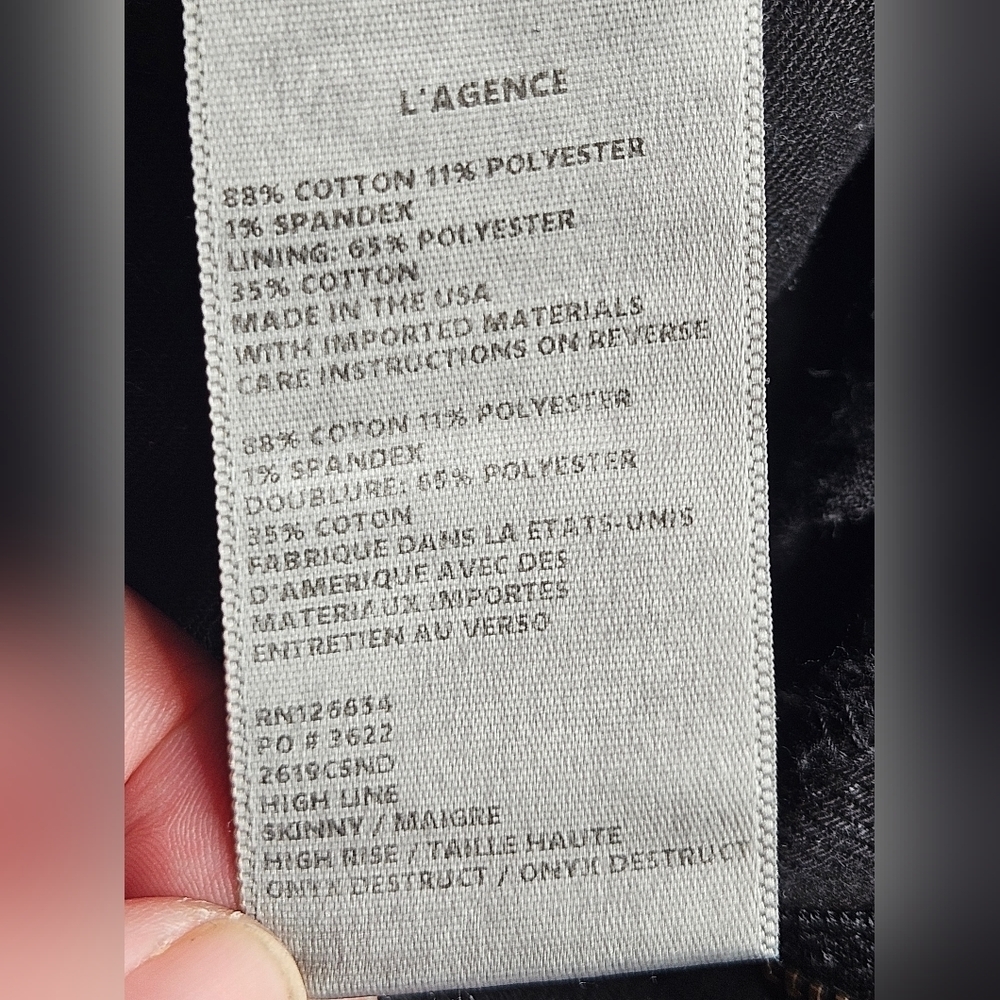 L'AGENCE
88% COTTON 11% POLYESTER
1% SPANDEX
LINING: 65% POLYESTER
35% COTTON
MADE IN THE USA
WITH IMPORTED MATERIALS
CARE INSTRUCTIONS ON REVERSE
88% COTON 11% POLYESTER
1% SPANDEX
DOUBLURE: 65% POLYESTER
35% COTON
FABRIQUE DANS LA ETATS-UNIS
D'AMERIQUE AVEC DES
MATERIAUX IMPORTES
ENTRETIEN AU VERSO
RN126634
PO # 3622
2619CSND
HIGH LINE
SKINNY / MAIGRE
HIGH RISE / TAILLE HAUTE
ONYX DESTRUCT / ONYX DESTRUCT